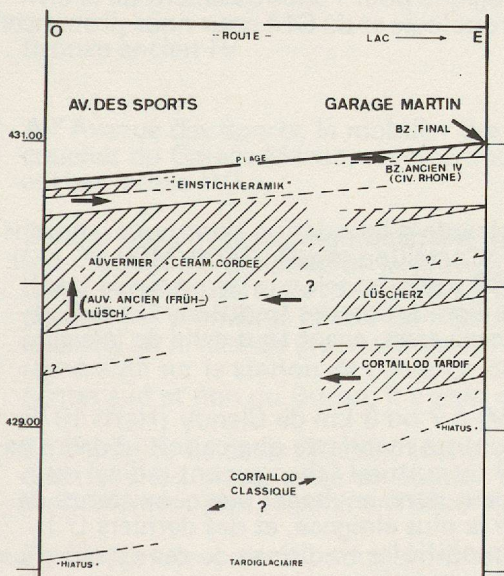 O
-- ROUTE --
LAC
E
AV. DES SPORTS
GARAGE MARTIN
BZ. FINAL
431.00
PLAGE
BZ. ANCIEN IV
(CIV. RHONE)
"EINSTICHKERAMIK"
AUVERNIER • CERAM. CORDEE
?
?
(AUV. ANCIEN (FRÜH-)
LÜSCH.
LÜSCHERZ
CORTAILLOD TARDIF
?
429.00
• HIATUS •
CORTAILLOD
CLASSIQUE
?
• HIATUS •
TARDIGLACIAIRE